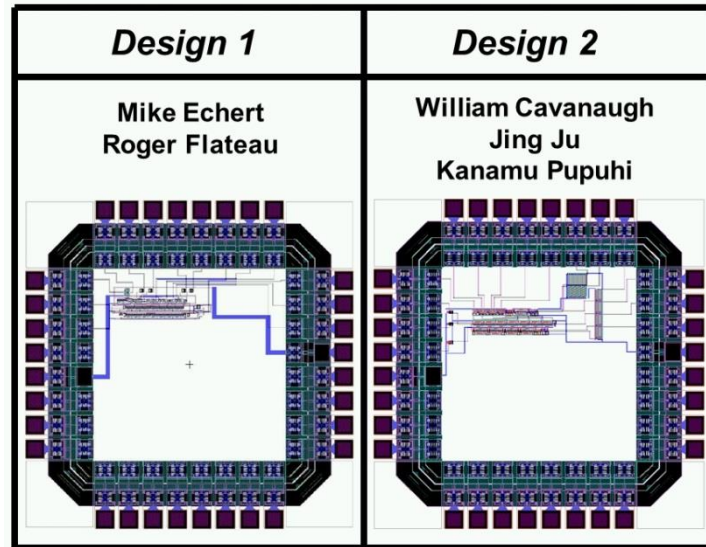 Design 1
Design 2
Mike Echert
Roger Flateau
William Cavanaugh
Jing Ju
Kanamu Pupuhi